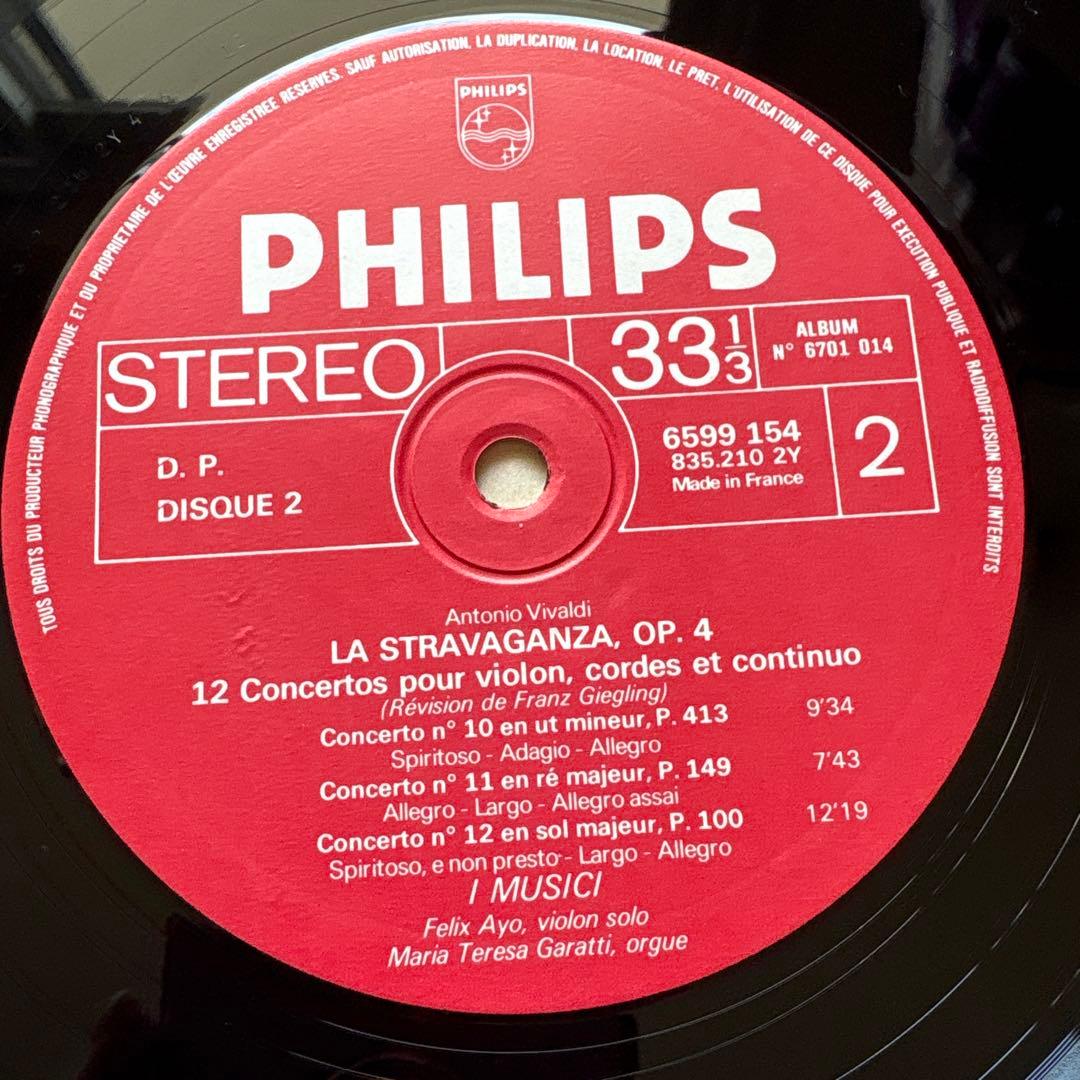 TOUS DROITS DU PRODUCTEUR PHONOGRAPHIQUE ET DU PROPRIETAIRE DE L'ŒUVRE ENREGISTREE RESERVES. SAUF AUTORISATION, LA DUPLICATION, LA LOCATION, LE PRET, L'UTILISATION DE CE DISQUE POUR EXECUTION PUBLIQUE ET RADIODIFFUSION SONT INTERDITS.
PHILIPS
PHILIPS
STEREO
33 1/3
ALBUM
N° 6701 014
D. P.
DISQUE 2
6599 154
835.210 2Y
Made in France
2
Antonio Vivaldi
LA STRAVAGANZA, OP. 4
12 Concertos pour violon, cordes et continuo
(Révision de Franz Giegling)
Concerto n° 10 en ut mineur, P. 413 9'34
Spiritoso - Adagio - Allegro
Concerto n° 11 en ré majeur, P. 149 7'43
Allegro - Largo - Allegro assai
Concerto n° 12 en sol majeur, P. 100 12'19
Spiritoso, e non presto - Largo - Allegro
I MUSICI
Felix Ayo, violon solo
Maria Teresa Garatti, orgue